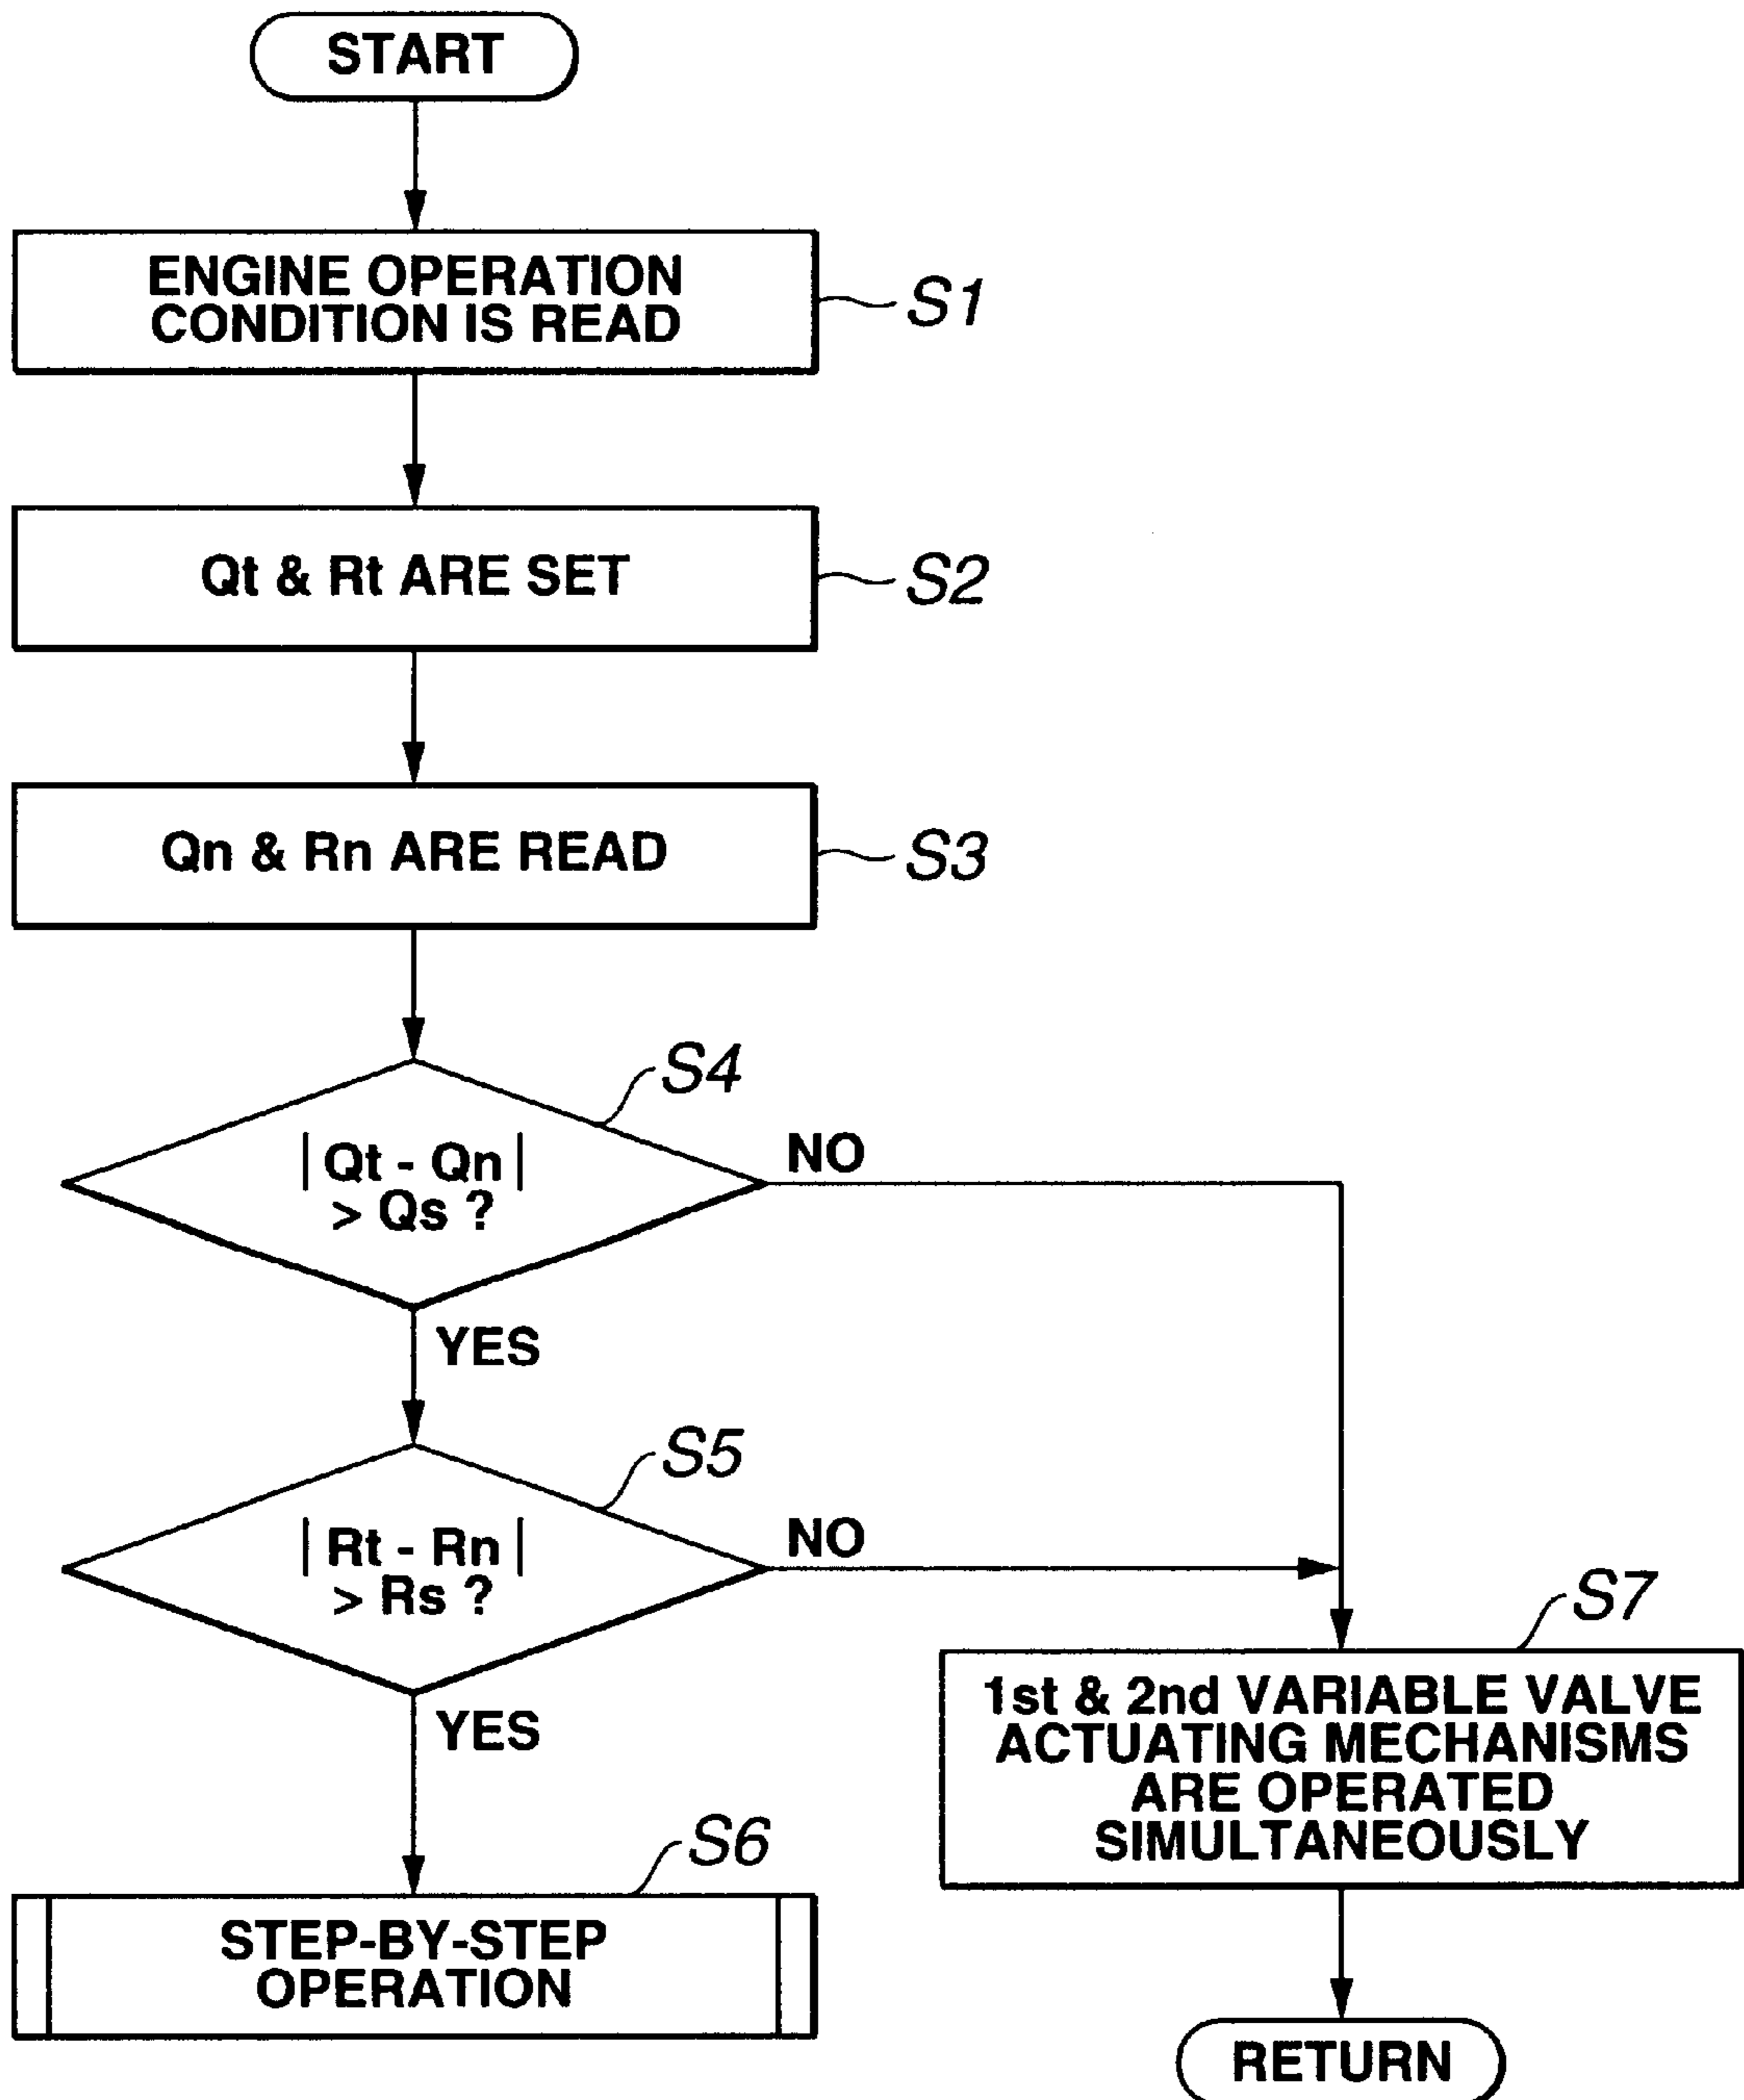 START
ENGINE OPERATION
CONDITION IS READ
S1
Qt & Rt ARE SET
S2
Qn & Rn ARE READ
S3
S4
| Qt - Qn |
> Qs ?
NO
YES
S5
| Rt - Rn |
> Rs ?
NO
YES
S7
1st & 2nd VARIABLE VALVE
ACTUATING MECHANISMS
ARE OPERATED
SIMULTANEOUSLY
S6
STEP-BY-STEP
OPERATION
RETURN